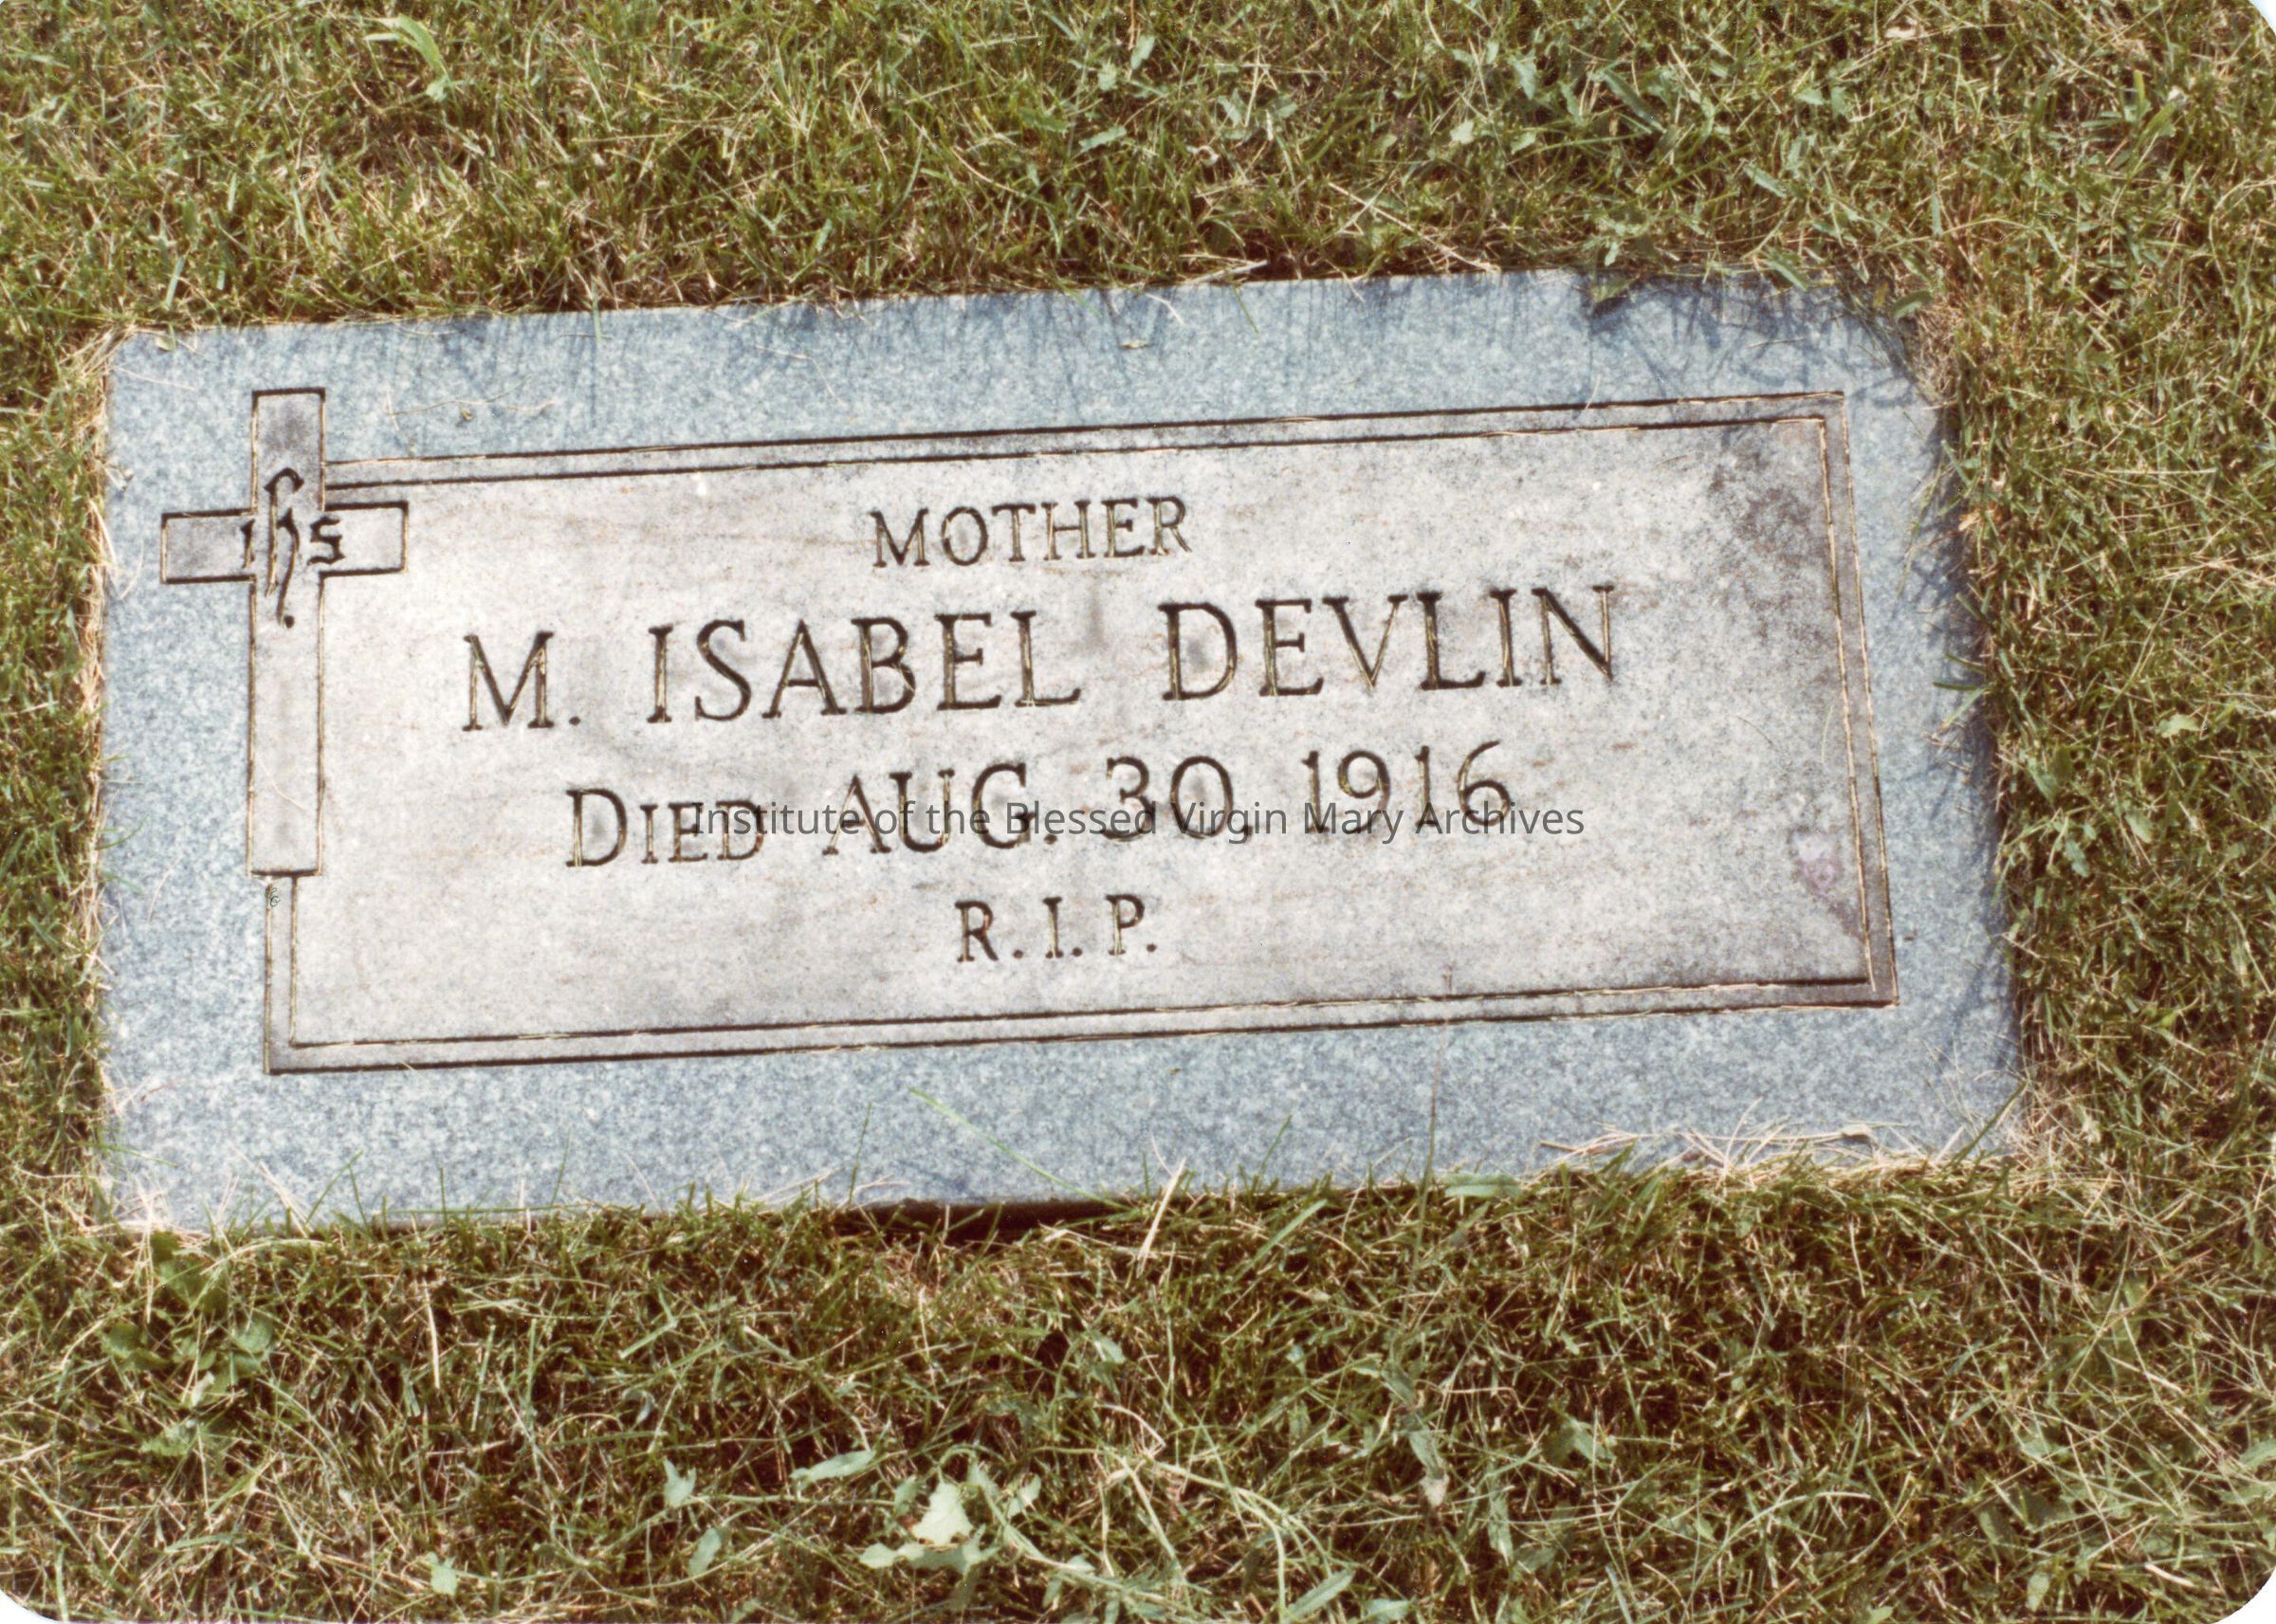 ihs
MOTHER
M. ISABEL DEVLIN
DIED AUG. 30, 1916
Institute of the Blessed Virgin Mary Archives
R. I. P.